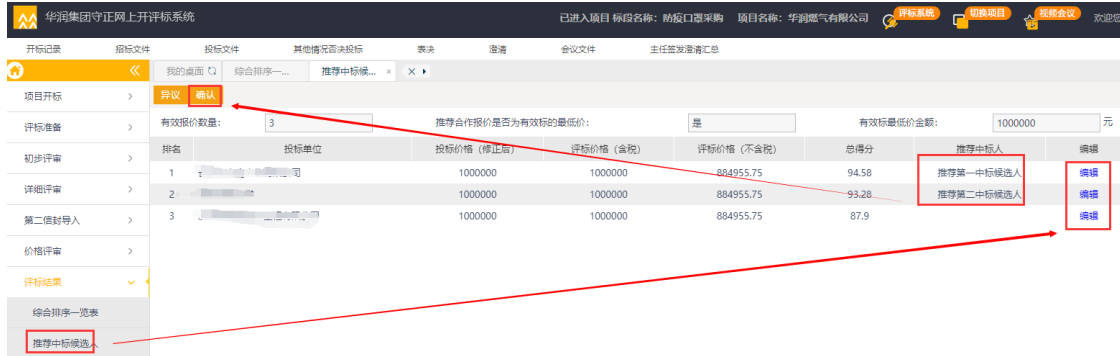 华润集团守正网上开评标系统 已进入项目 标段名称：防疫口罩采购 项目名称：华润燃气有限公司 评标系统 切换项目 视频会议 欢迎您
开标记录 招标文件 投标文件 其他情况否决投标 表决 澄清 会议文件 主任签发澄清汇总
我的桌面 综合排序一... 推荐中标候... ×
项目开标
评标准备
初步评审
详细评审
第二信封导入
价格评审
评标结果
综合排序一览表
推荐中标候选人
异议 确认
有效报价数量： 3 推荐合作报价是否为有效标的最低价： 是 有效标最低价金额： 1000000 元
排名 投标单位 投标价格（修正后） 评标价格（含税） 评标价格（不含税） 总得分 推荐中标人 编辑
1 司 1000000 1000000 884955.75 94.58 推荐第一中标候选人 编辑
2 1000000 1000000 884955.75 93.28 推荐第二中标候选人 编辑
3 1000000 1000000 884955.75 87.9 编辑